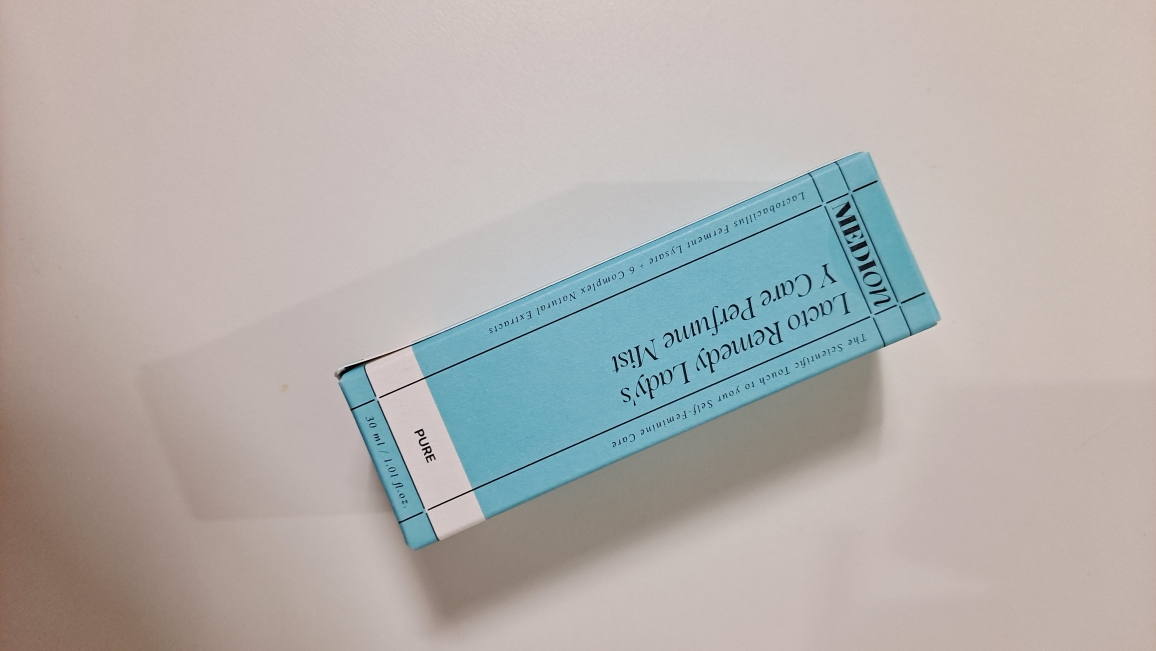 MEDION
Lacto Remedy Lady's
Y Care Perfume Mist
The Scientific Touch to your Self-Feminine Care
Lactobacillus Ferment Lysate + 6 Complex Natural Extracts
PURE
30 ml / 1.01 fl.oz.